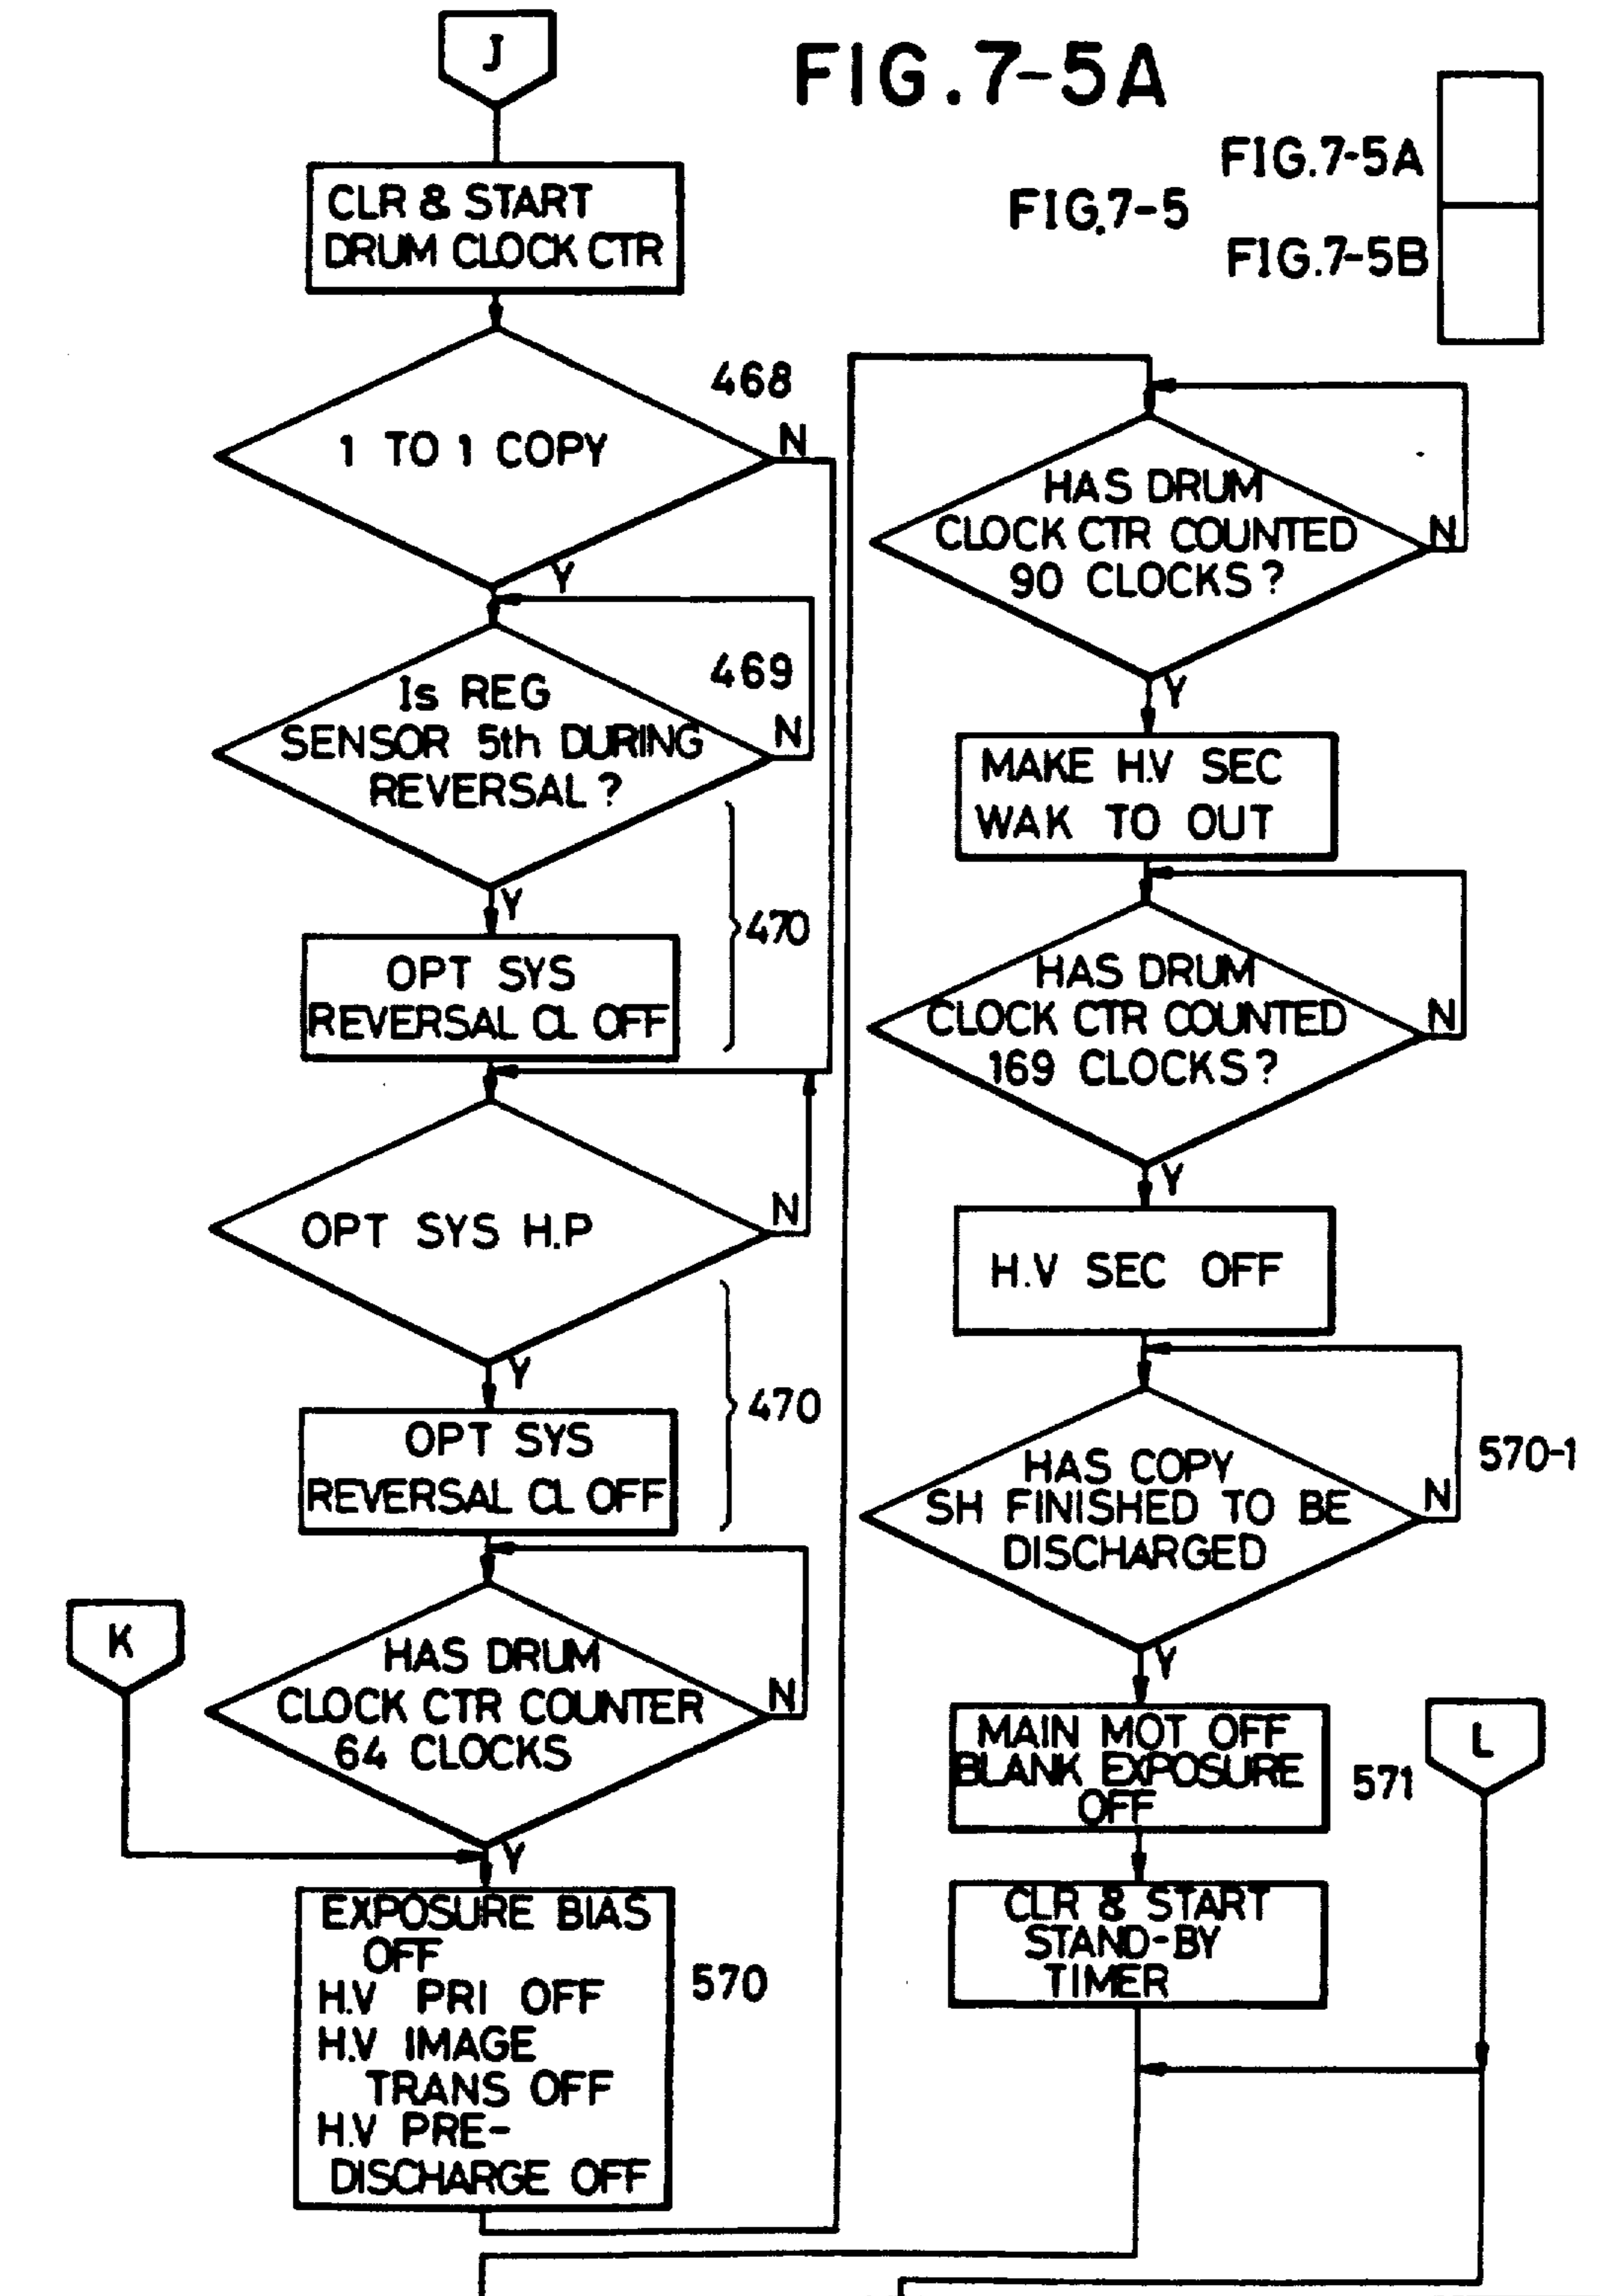 J
FIG.7-5A
FIG.7-5A
FIG.7-5
FIG.7-5B
CLR & START
DRUM CLOCK CTR
468
1 TO 1 COPY
N
Y
469
Is REG
SENSOR 5th DURING
REVERSAL?
N
Y
470
OPT SYS
REVERSAL CL OFF
OPT SYS H.P
N
Y
470
OPT SYS
REVERSAL CL OFF
K
HAS DRUM
CLOCK CTR COUNTER
64 CLOCKS
N
Y
EXPOSURE BIAS
OFF
H.V PRI OFF
H.V IMAGE
TRANS OFF
H.V PRE-
DISCHARGE OFF
570
HAS DRUM
CLOCK CTR COUNTED
90 CLOCKS?
N
Y
MAKE H.V SEC
WAK TO OUT
HAS DRUM
CLOCK CTR COUNTED
169 CLOCKS?
N
Y
H.V SEC OFF
570-1
HAS COPY
SH FINISHED TO BE
DISCHARGED
N
Y
MAIN MOT OFF
BLANK EXPOSURE
OFF
571
L
CLR & START
STAND-BY
TIMER